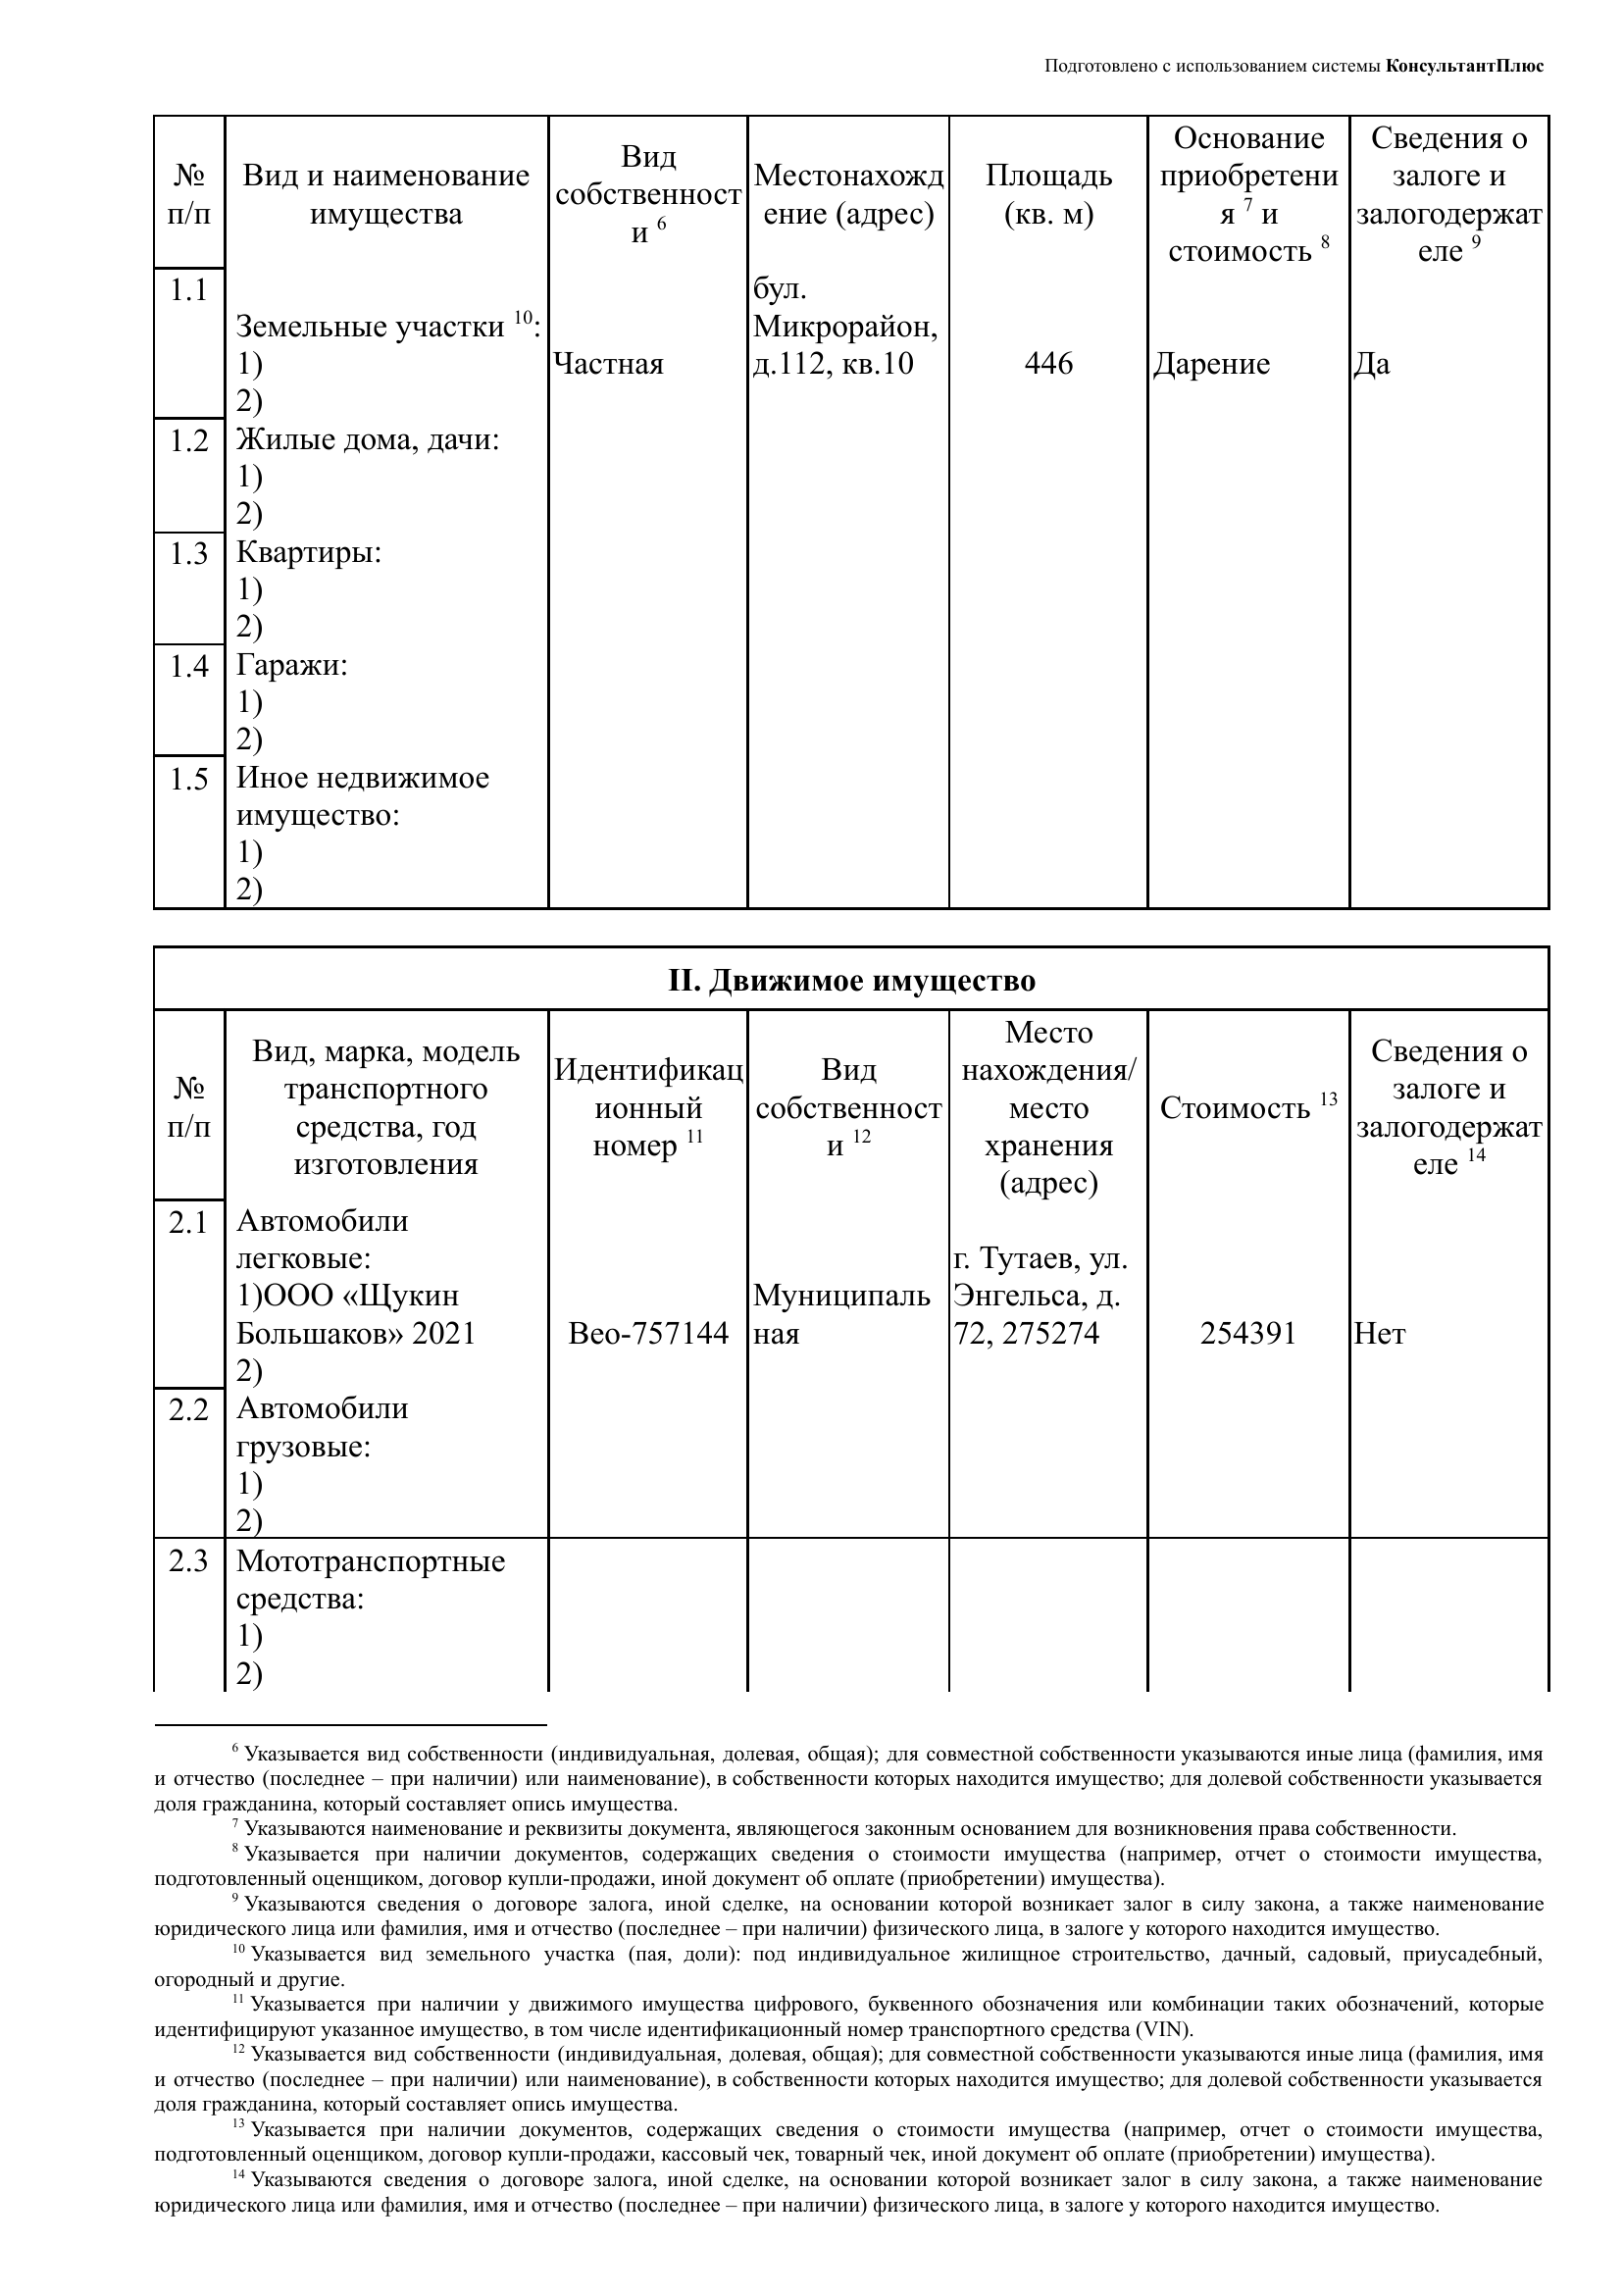 Подготовлено с использованием системы КонсультантПлюс
№
п/п
Вид и наименование
имущества
Вид
собственност
и 6
Местонахожд
ение (адрес)
Площадь
(кв. м)
Основание
приобретени
я 7 и
стоимость 8
Сведения о
залоге и
залогодержат
еле 9
1.1
Земельные участки 10:
1)
2)
Частная
бул.
Микрорайон,
д.112, кв.10
446
Дарение
Да
1.2
Жилые дома, дачи:
1)
2)
1.3
Квартиры:
1)
2)
1.4
Гаражи:
1)
2)
1.5
Иное недвижимое
имущество:
1)
2)
II. Движимое имущество
№
п/п
Вид, марка, модель
транспортного
средства, год
изготовления
Идентификац
ионный
номер 11
Вид
собственност
и 12
Место
нахождения/
место
хранения
(адрес)
Стоимость 13
Сведения о
залоге и
залогодержат
еле 14
2.1
Автомобили
легковые:
1)ООО «Щукин
Большаков» 2021
2)
Вео-757144
Муниципаль
ная
г. Тутаев, ул.
Энгельса, д.
72, 275274
254391
Нет
2.2
Автомобили
грузовые:
1)
2)
2.3
Мототранспортные
средства:
1)
2)
6 Указывается вид собственности (индивидуальная, долевая, общая); для совместной собственности указываются иные лица (фамилия, имя
и отчество (последнее – при наличии) или наименование), в собственности которых находится имущество; для долевой собственности указывается
доля гражданина, который составляет опись имущества.
7 Указываются наименование и реквизиты документа, являющегося законным основанием для возникновения права собственности.
8 Указывается при наличии документов, содержащих сведения о стоимости имущества (например, отчет о стоимости имущества,
подготовленный оценщиком, договор купли-продажи, иной документ об оплате (приобретении) имущества).
9 Указываются сведения о договоре залога, иной сделке, на основании которой возникает залог в силу закона, а также наименование
юридического лица или фамилия, имя и отчество (последнее – при наличии) физического лица, в залоге у которого находится имущество.
10 Указывается вид земельного участка (пая, доли): под индивидуальное жилищное строительство, дачный, садовый, приусадебный,
огородный и другие.
11 Указывается при наличии у движимого имущества цифрового, буквенного обозначения или комбинации таких обозначений, которые
идентифицируют указанное имущество, в том числе идентификационный номер транспортного средства (VIN).
12 Указывается вид собственности (индивидуальная, долевая, общая); для совместной собственности указываются иные лица (фамилия, имя
и отчество (последнее – при наличии) или наименование), в собственности которых находится имущество; для долевой собственности указывается
доля гражданина, который составляет опись имущества.
13 Указывается при наличии документов, содержащих сведения о стоимости имущества (например, отчет о стоимости имущества,
подготовленный оценщиком, договор купли-продажи, кассовый чек, товарный чек, иной документ об оплате (приобретении) имущества).
14 Указываются сведения о договоре залога, иной сделке, на основании которой возникает залог в силу закона, а также наименование
юридического лица или фамилия, имя и отчество (последнее – при наличии) физического лица, в залоге у которого находится имущество.